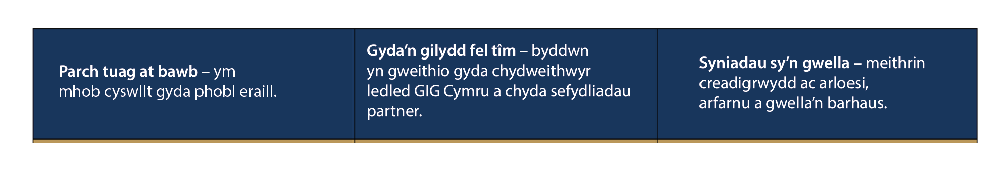 Parch tuag at bawb – ym
mhob cyswllt gyda phobl eraill.
Gyda’n gilydd fel tîm – byddwn
yn gweithio gyda chydweithwyr
ledled GIG Cymru a chyda sefydliadau
partner.
Syniadau sy’n gwella – meithrin
creadigrwydd ac arloesi,
arfarnu a gwella’n barhaus.